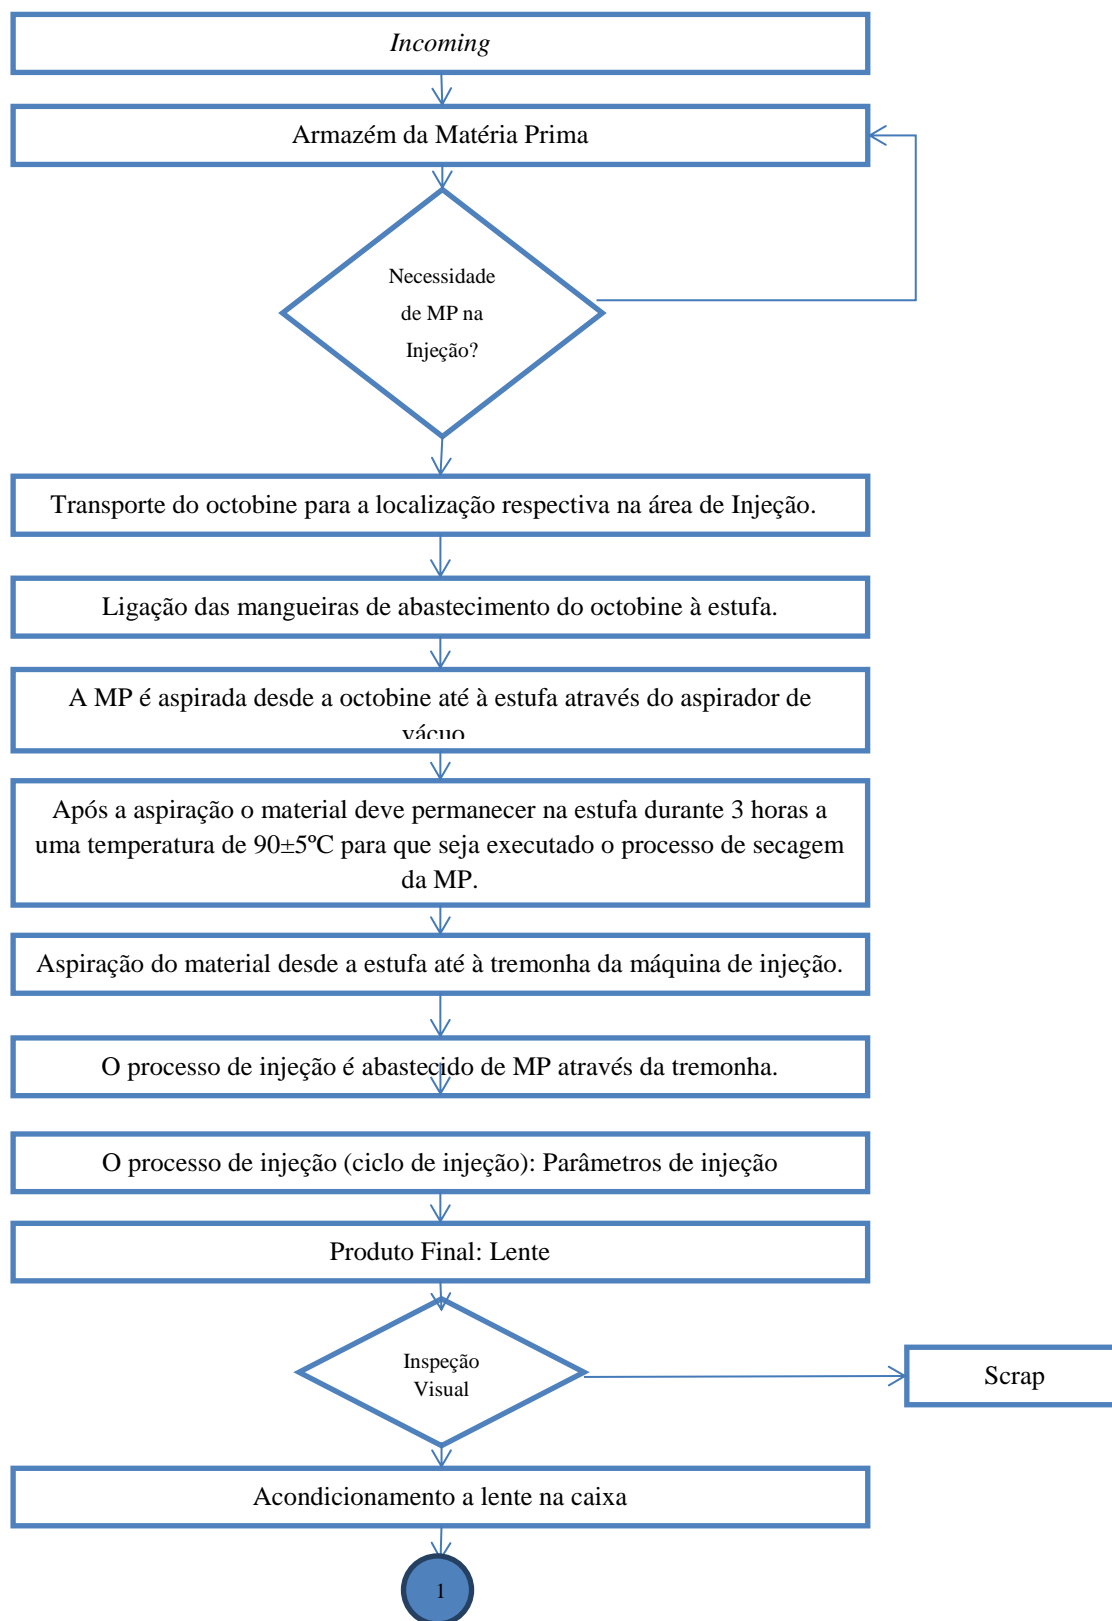 Incoming
Armazém da Matéria Prima
Necessidade
de MP na
Injeção?
Transporte do octobine para a localização respectiva na área de Injeção.
Ligação das mangueiras de abastecimento do octobine à estufa.
A MP é aspirada desde a octobine até à estufa através do aspirador de
vácuo
Após a aspiração o material deve permanecer na estufa durante 3 horas a
uma temperatura de 90±5ºC para que seja executado o processo de secagem
da MP.
Aspiração do material desde a estufa até à tremonha da máquina de injeção.
O processo de injeção é abastecido de MP através da tremonha.
O processo de injeção (ciclo de injeção): Parâmetros de injeção
Produto Final: Lente
Inspeção
Visual
Scrap
Acondicionamento a lente na caixa
1